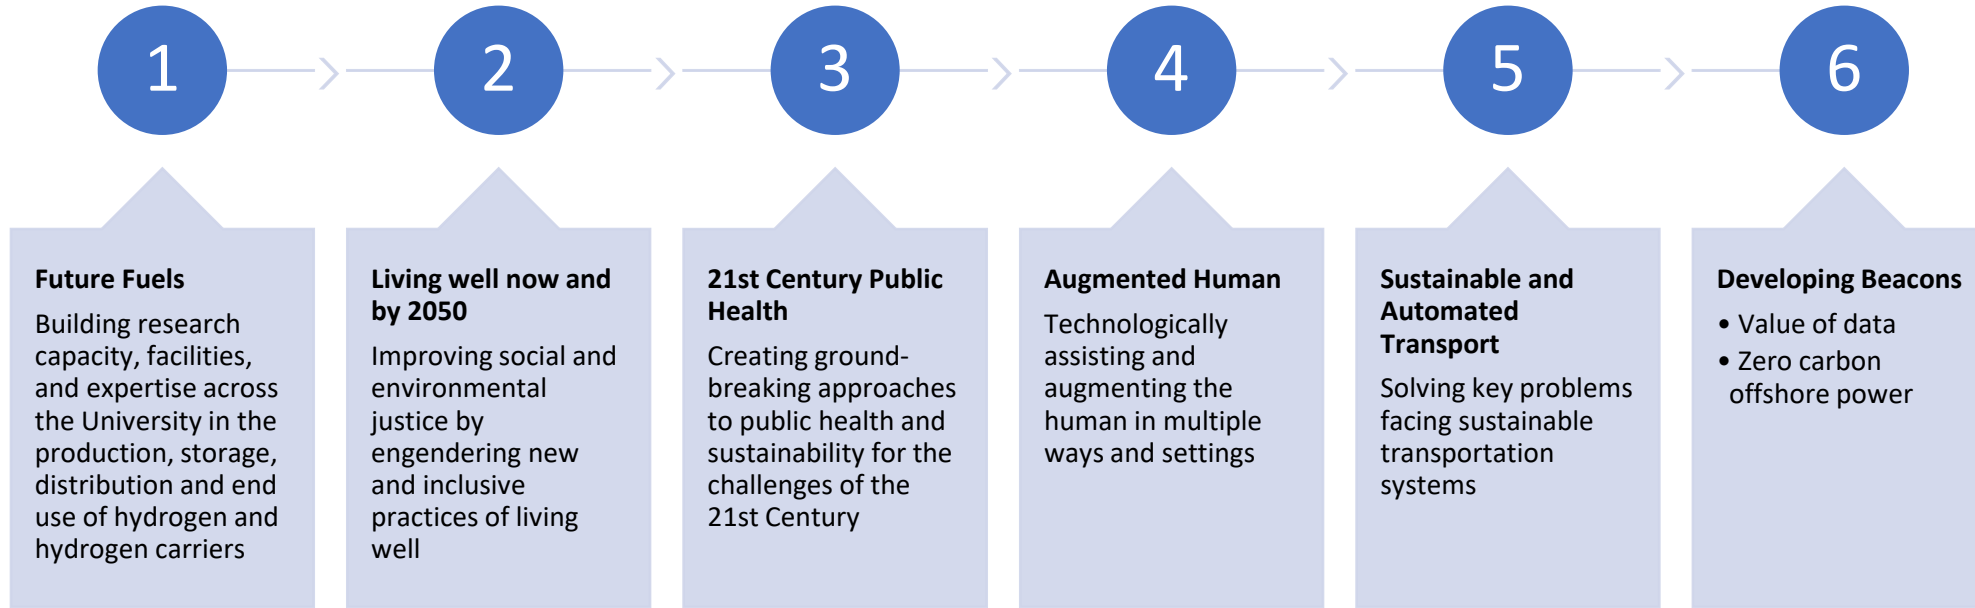 1
2
3
4
5
6
Future Fuels
Building research
capacity, facilities,
and expertise across
the University in the
production, storage,
distribution and end
use of hydrogen and
hydrogen carriers
Living well now and
by 2050
Improving social and
environmental
justice by
engendering new
and inclusive
practices of living
well
21st Century Public
Health
Creating ground-
breaking approaches
to public health and
sustainability for the
challenges of the
21st Century
Augmented Human
Technologically
assisting and
augmenting the
human in multiple
ways and settings
Sustainable and
Automated
Transport
Solving key problems
facing sustainable
transportation
systems
Developing Beacons
• Value of data
• Zero carbon
offshore power